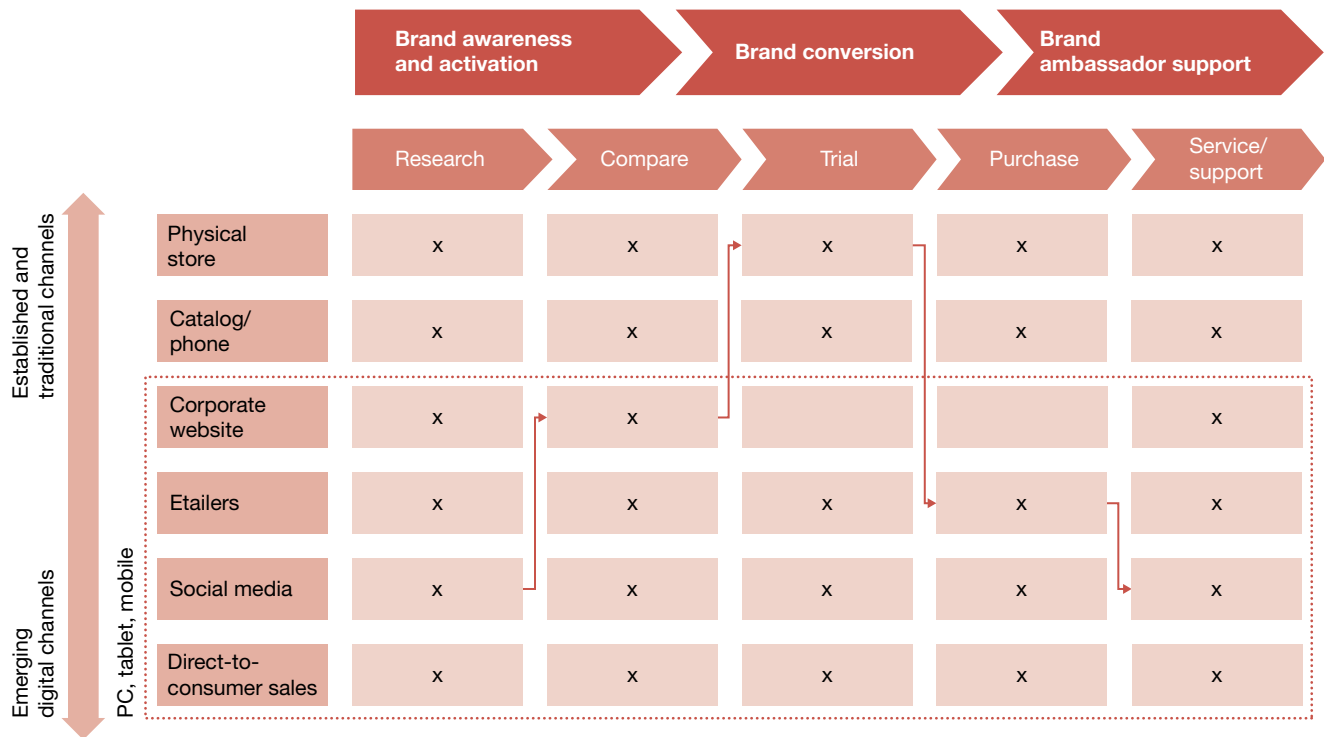 Brand awareness
and activation
Brand conversion
Brand
ambassador support
Research
Compare
Trial
Purchase
Service/
support
Established and
traditional channels
Emerging
digital channels
PC, tablet, mobile
Physical
store
x
x
x
x
x
Catalog/
phone
x
x
x
x
x
Corporate
website
x
x
x
Etailers
x
x
x
x
x
Social media
x
x
x
x
x
Direct-to-
consumer sales
x
x
x
x
x